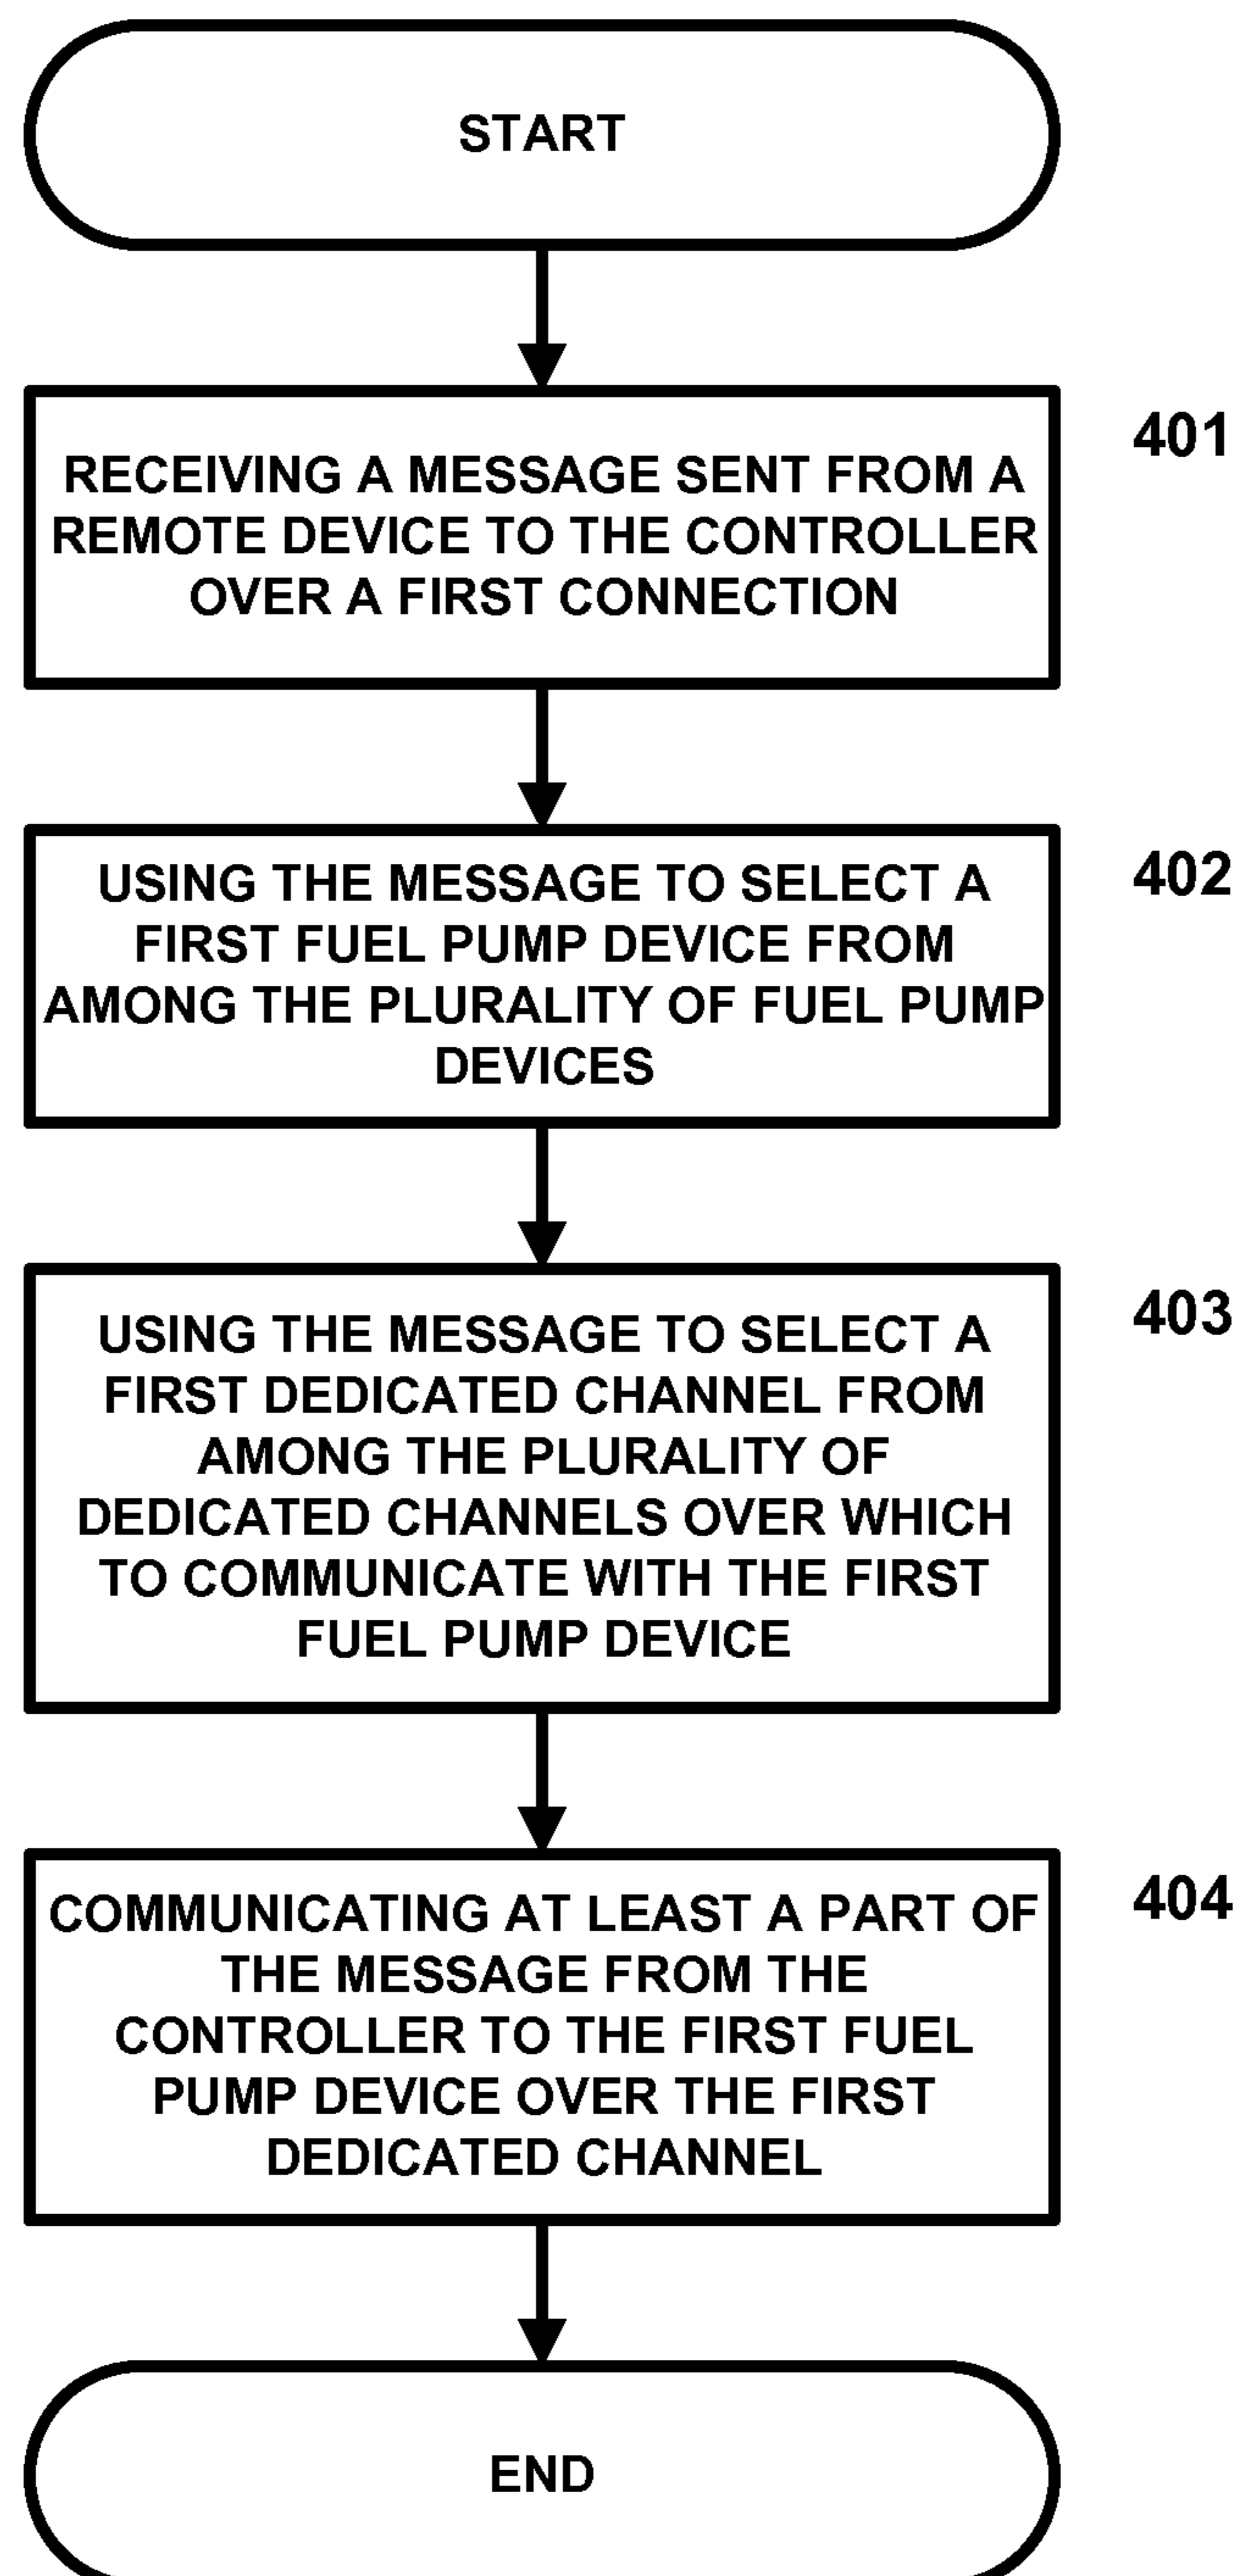 START
RECEIVING A MESSAGE SENT FROM A
REMOTE DEVICE TO THE CONTROLLER
OVER A FIRST CONNECTION
401
USING THE MESSAGE TO SELECT A
FIRST FUEL PUMP DEVICE FROM
AMONG THE PLURALITY OF FUEL PUMP
DEVICES
402
USING THE MESSAGE TO SELECT A
FIRST DEDICATED CHANNEL FROM
AMONG THE PLURALITY OF
DEDICATED CHANNELS OVER WHICH
TO COMMUNICATE WITH THE FIRST
FUEL PUMP DEVICE
403
COMMUNICATING AT LEAST A PART OF
THE MESSAGE FROM THE
CONTROLLER TO THE FIRST FUEL
PUMP DEVICE OVER THE FIRST
DEDICATED CHANNEL
404
END